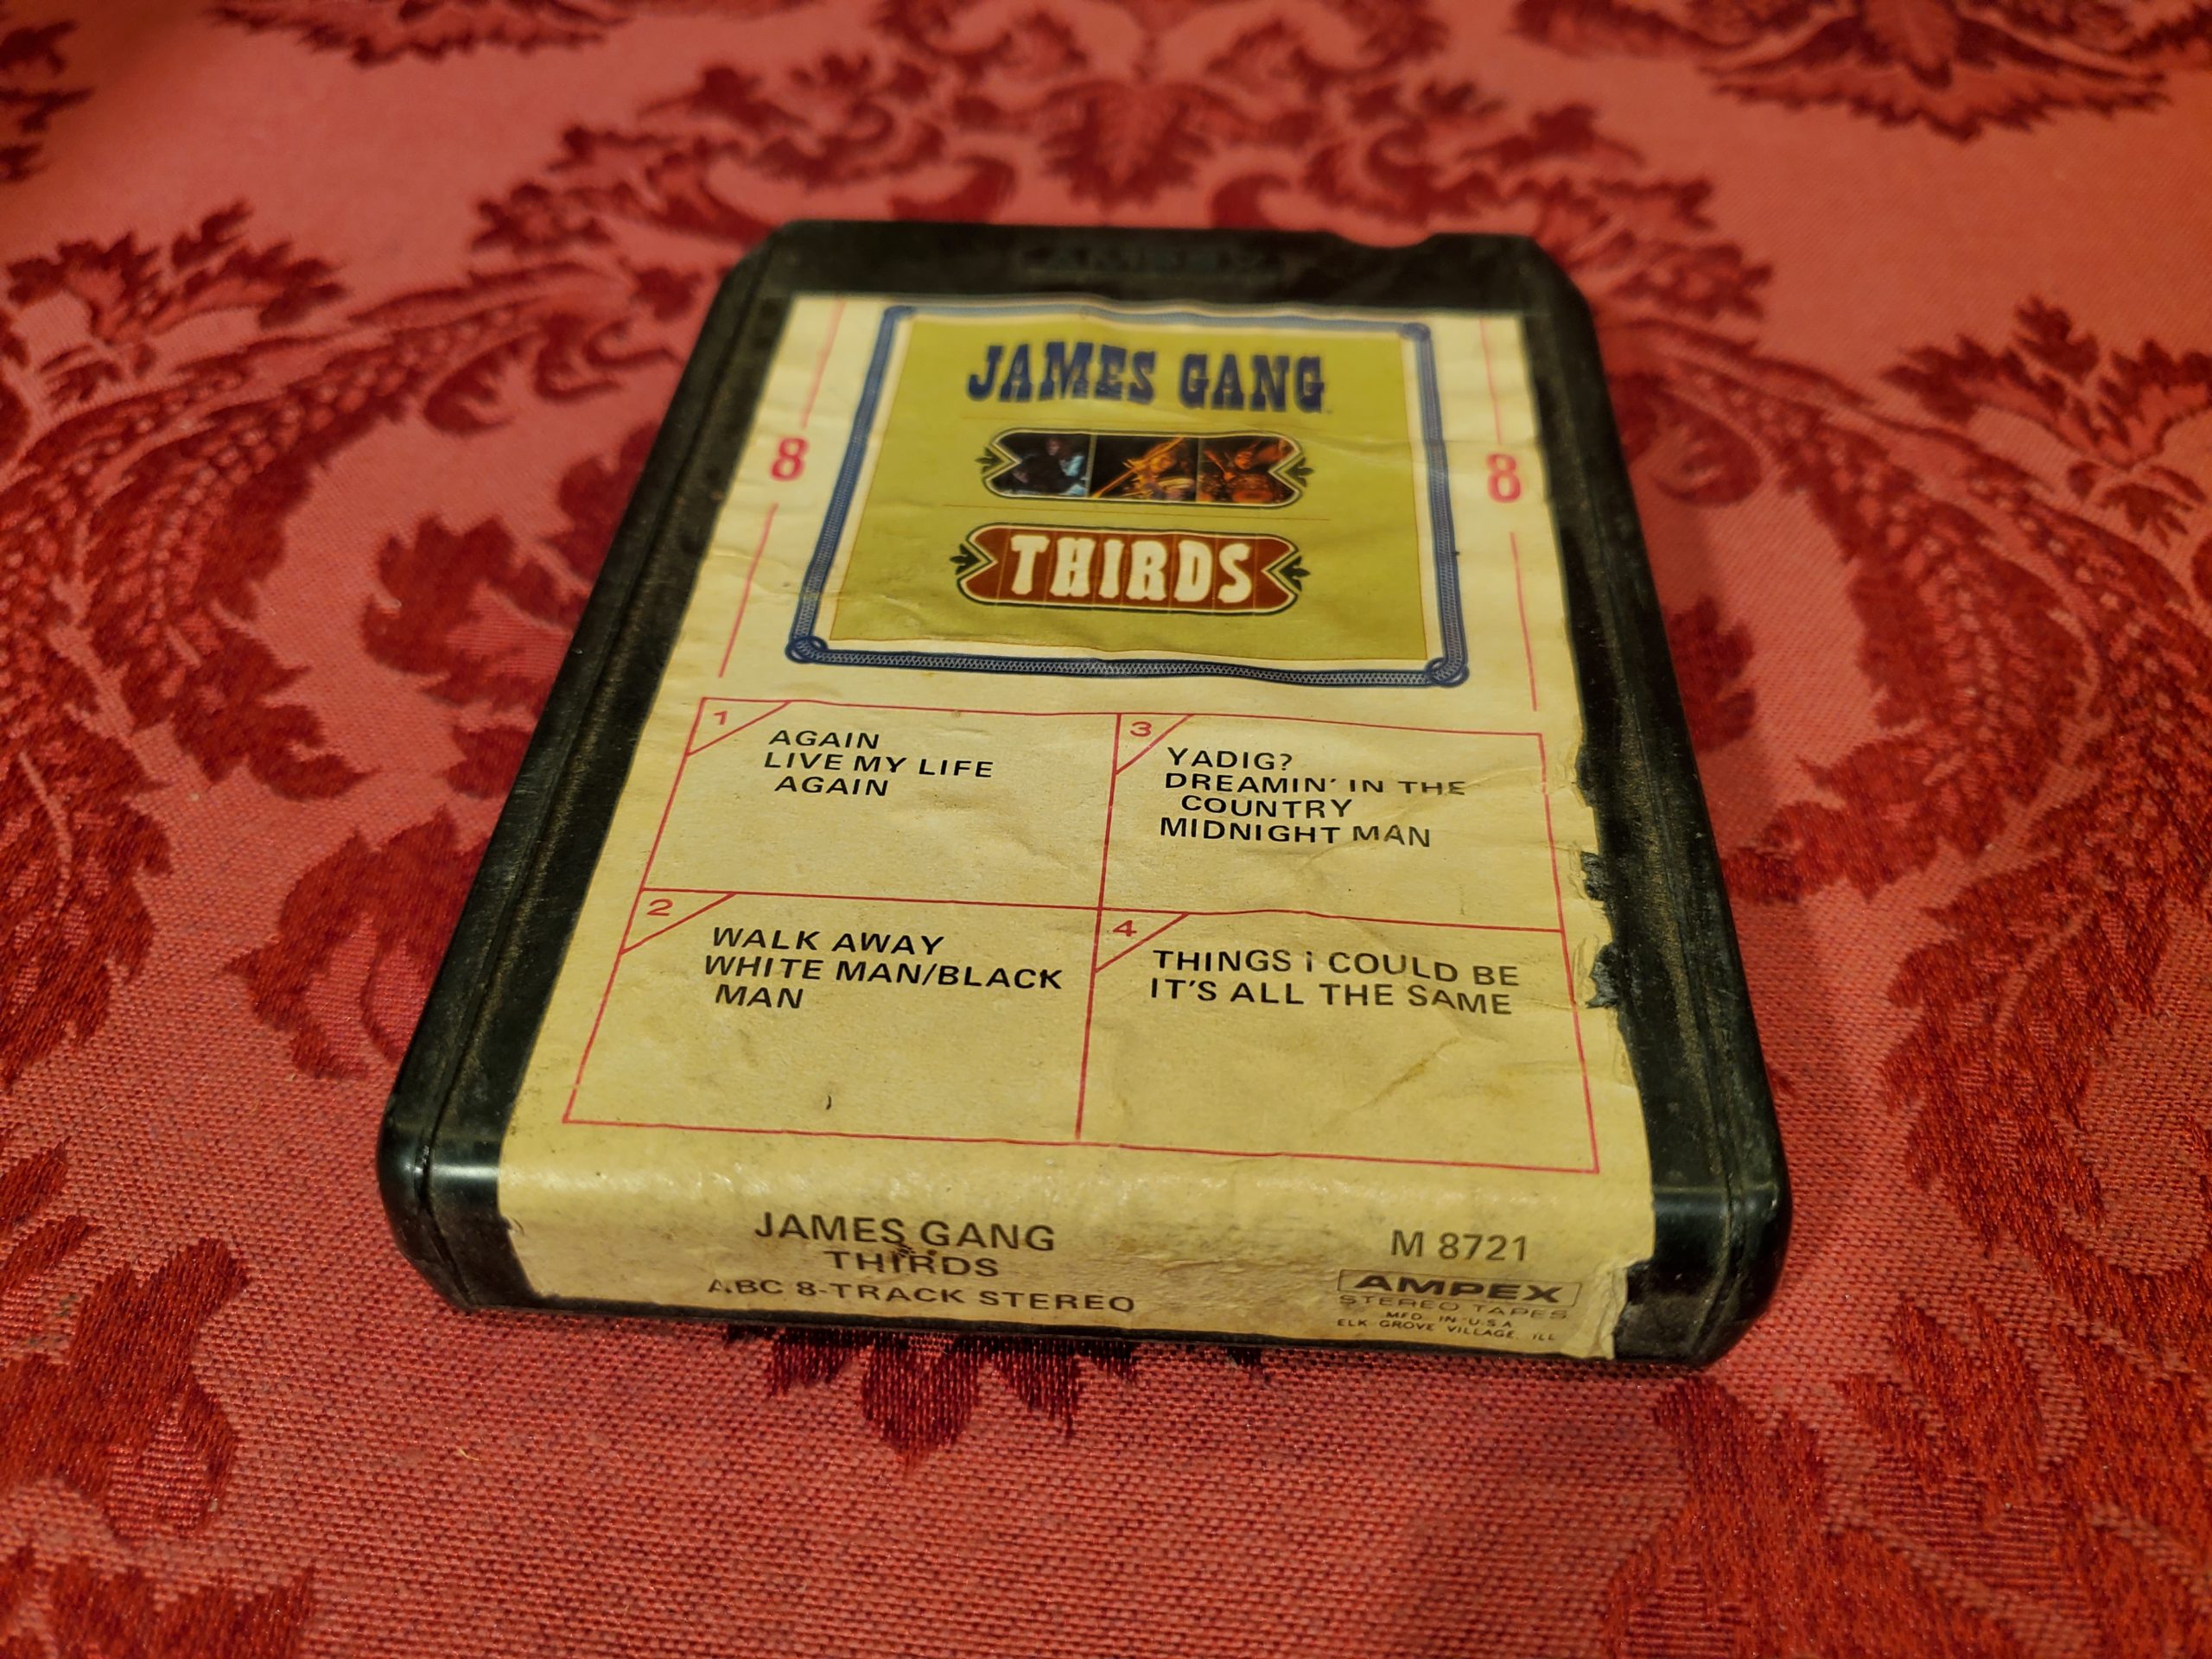 JAMES GANG
8
8
THIRDS
1
AGAIN
LIVE MY LIFE
AGAIN
2
WALK AWAY
WHITE MAN/BLACK
MAN
3
YADIG?
DREAMIN' IN THE
COUNTRY
MIDNIGHT MAN
4
THINGS I COULD BE
IT'S ALL THE SAME
JAMES GANG
THIRDS
ABC 8-TRACK STEREO
M 8721
AMPEX
STEREO TAPES
MFD. IN U.S.A
ELK GROVE VILLAGE, ILL